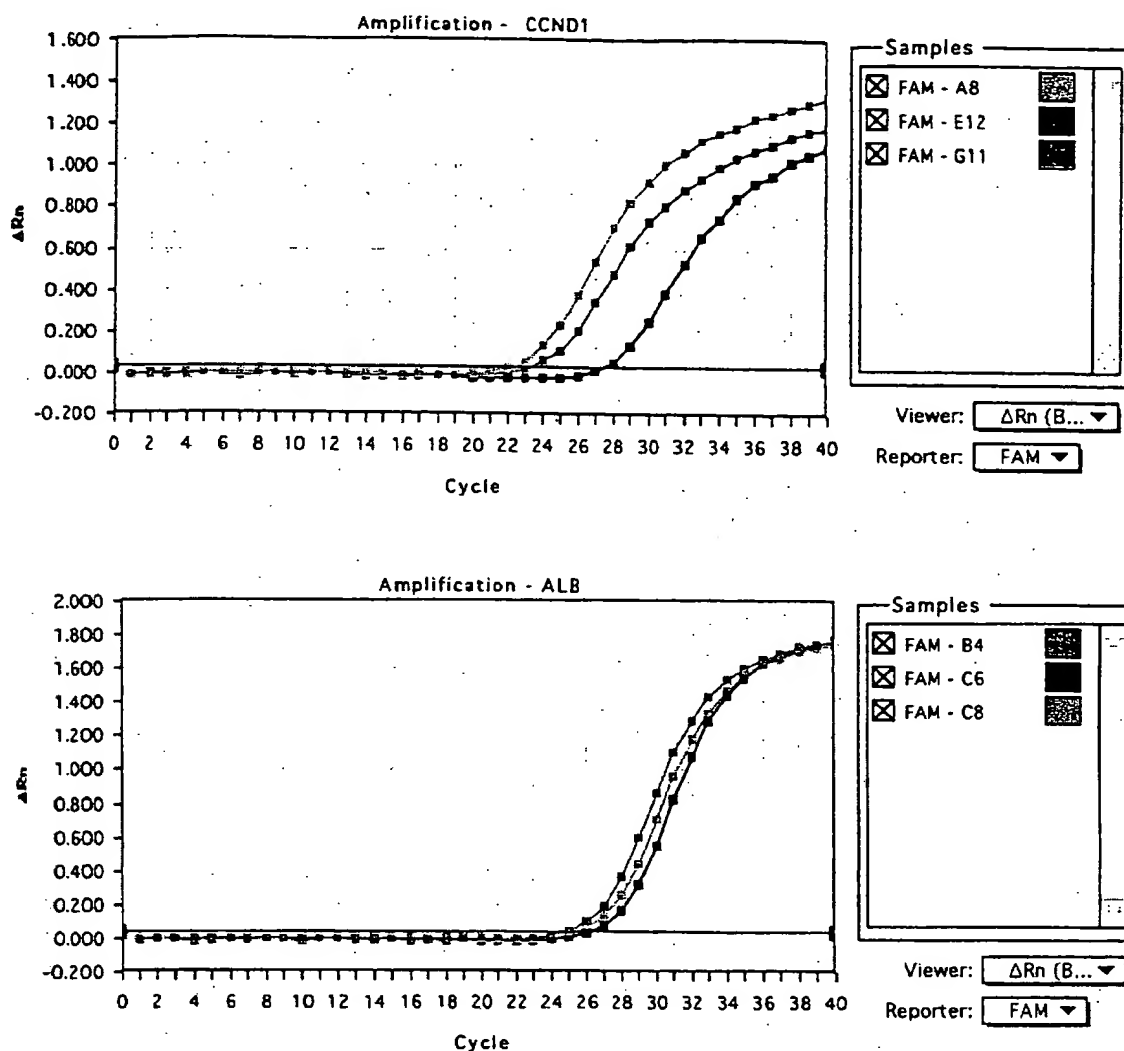 Amplification - CCND1
1.600
1.400
1.200
1.000
0.800
0.600
0.400
0.200
0.000
-0.200
ΔRn
0 2 4 6 8 10 12 14 16 18 20 22 24 26 28 30 32 34 36 38 40
Cycle
Samples
FAM - A8
FAM - E12
FAM - G11
Viewer: ΔRn (B...
Reporter: FAM
Amplification - ALB
2.000
1.800
1.600
1.400
1.200
1.000
0.800
0.600
0.400
0.200
0.000
-0.200
ΔRn
0 2 4 6 8 10 12 14 16 18 20 22 24 26 28 30 32 34 36 38 40
Cycle
Samples
FAM - B4
FAM - C6
FAM - C8
Viewer: ΔRn (B...
Reporter: FAM